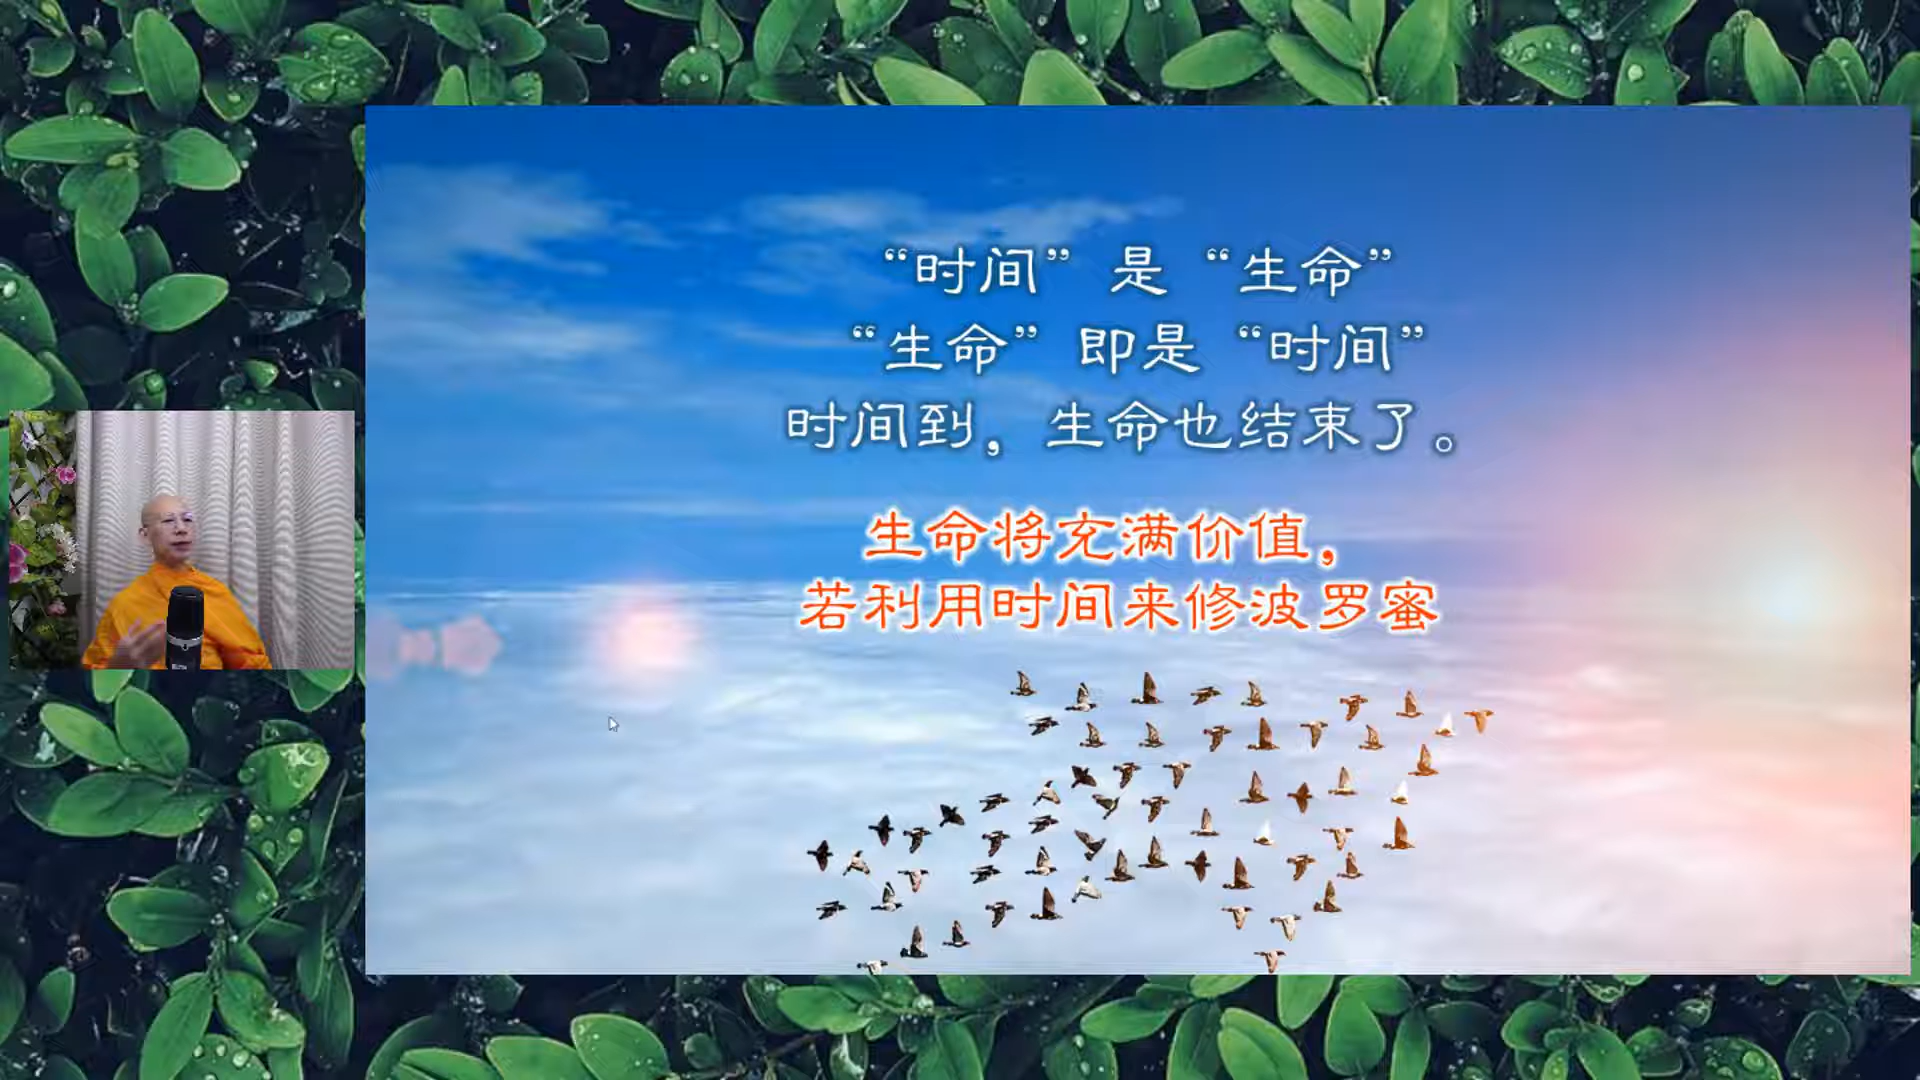 “时间” 是 “生命”
“生命” 即是 “时间”
时间到，生命也结束了。
生命将充满价值，
若利用时间来修波罗蜜